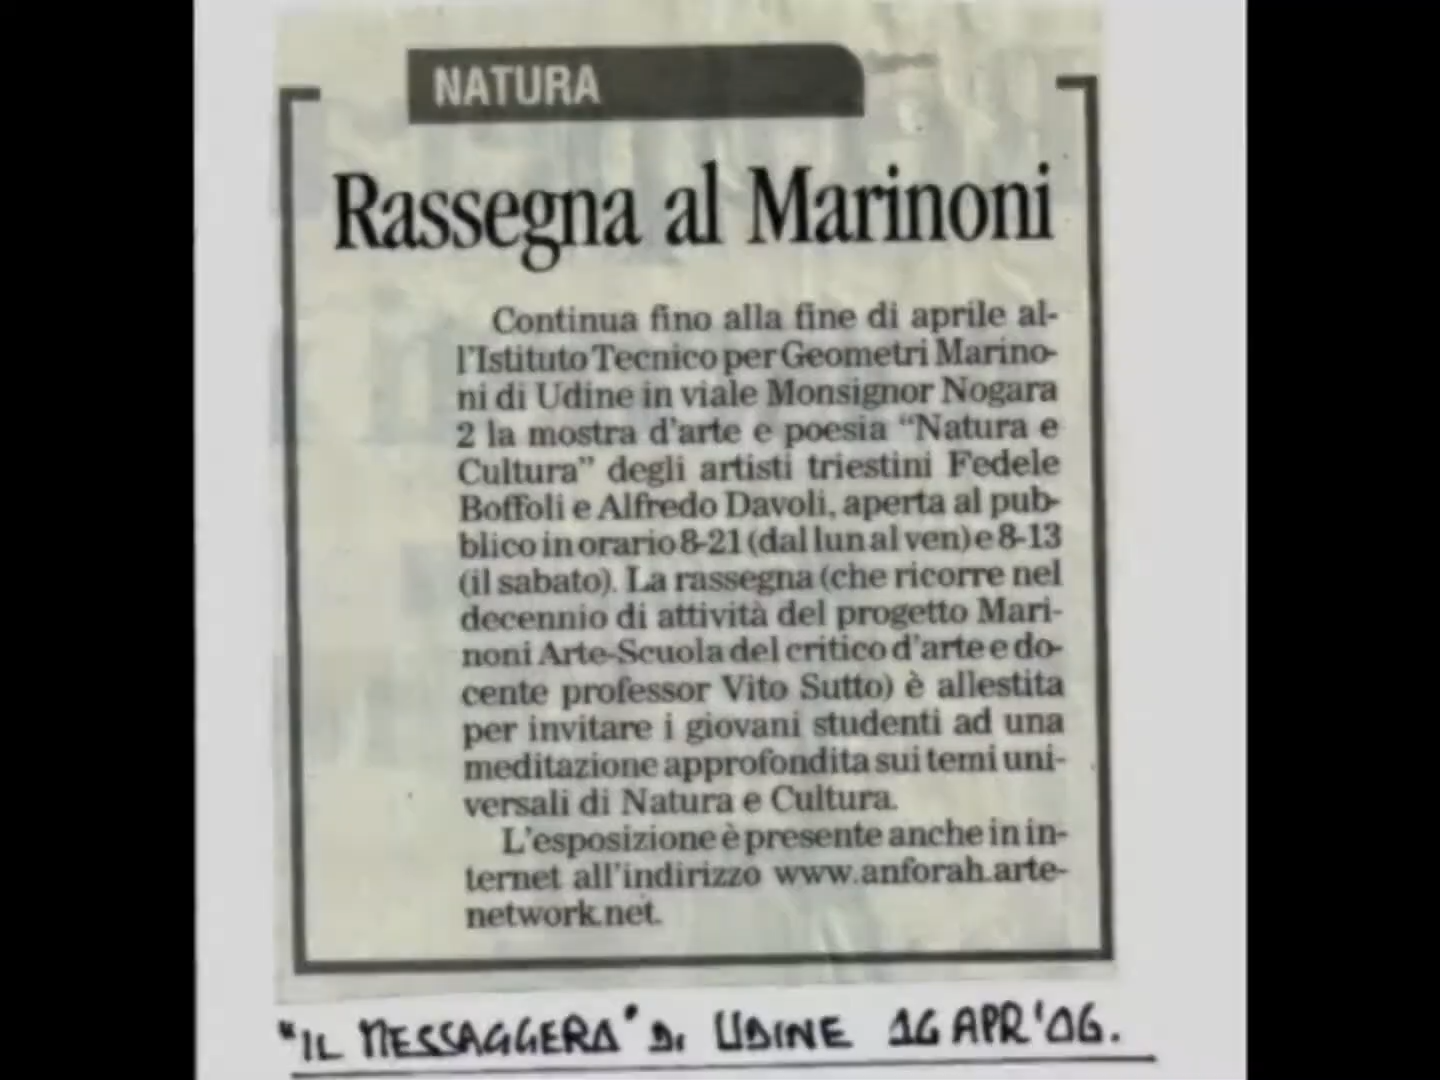 NATURA
Rassegna al Marinoni
Continua fino alla fine di aprile al-
l'Istituto Tecnico per Geometri Marino-
ni di Udine in viale Monsignor Nogara
2 la mostra d'arte e poesia “Natura e
Cultura” degli artisti triestini Fedele
Boffoli e Alfredo Davoli, aperta al pub-
blico in orario 8-21 (dal lun al ven) e 8-13
(il sabato). La rassegna (che ricorre nel
decennio di attività del progetto Mari-
noni Arte-Scuola del critico d'arte e do-
cente professor Vito Sutto) è allestita
per invitare i giovani studenti ad una
meditazione approfondita sui temi uni-
versali di Natura e Cultura.
L'esposizione è presente anche in in-
ternet all'indirizzo www.anforah.arte-
network.net.
"IL MESSAGGERA" DI UDINE 16 APR '06.